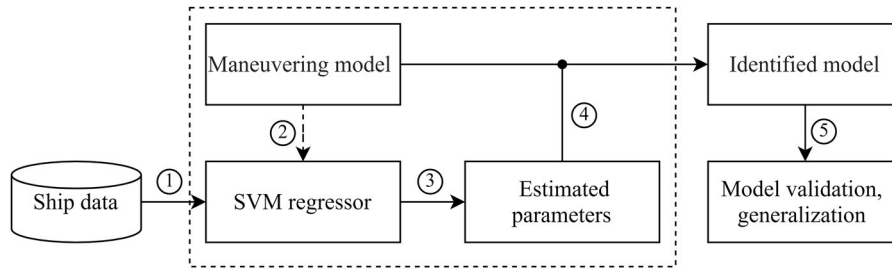 Maneuvering model
Identified model
②
④
⑤
①
③
Ship data
SVM regressor
Estimated
parameters
Model validation,
generalization